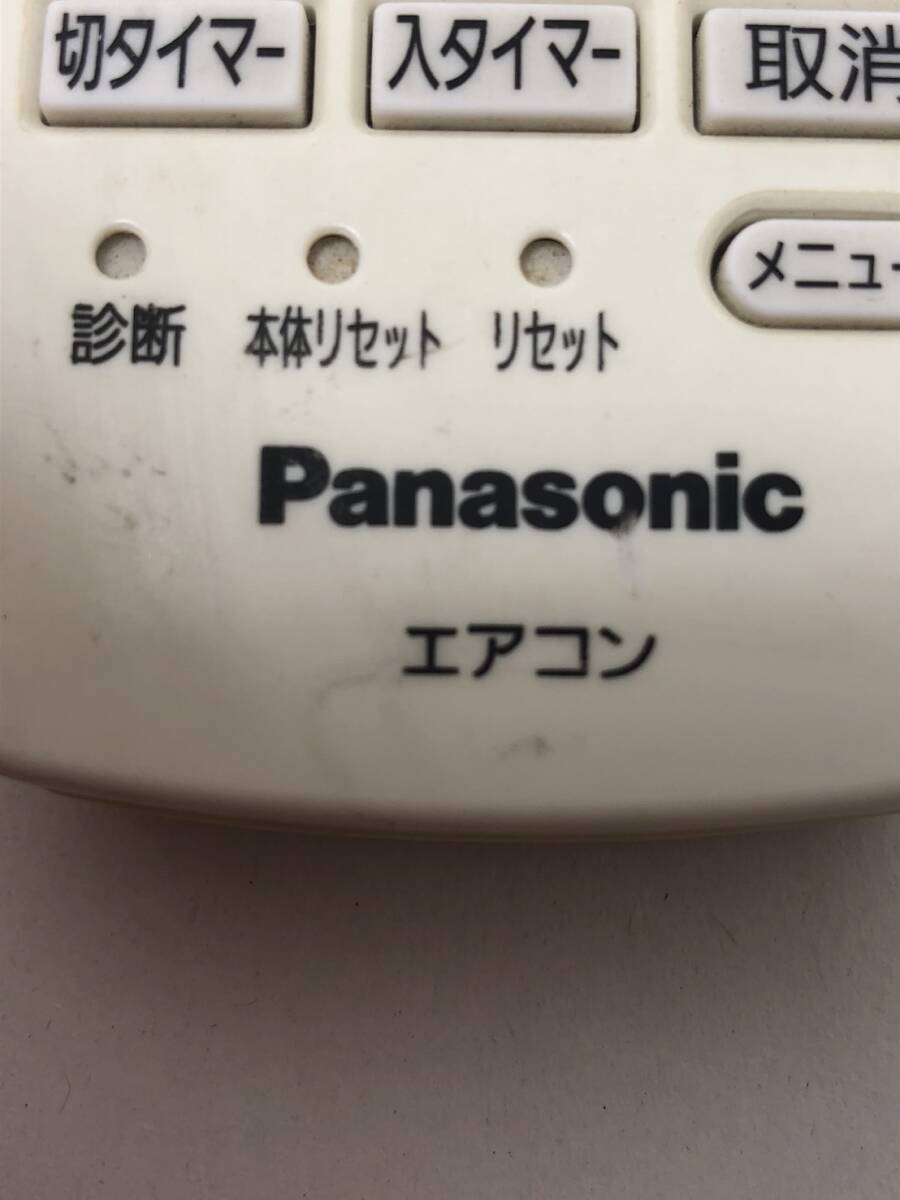 切タイマー 入タイマー 取消
メニュー
診断 本体リセット リセット
Panasonic
エアコン